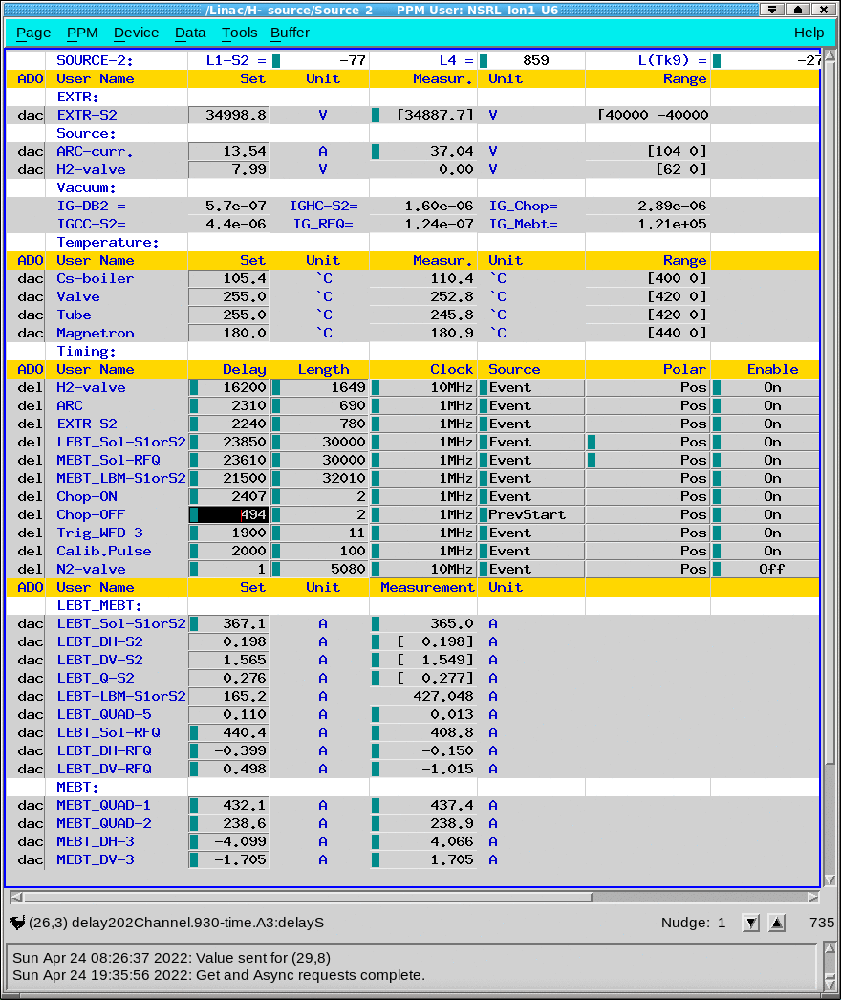 /Linac/H- source/Source 2 PPM User: NSRL Ion1 U6
Page PPM Device Data Tools Buffer Help
SOURCE-2: L1-S2 = -77 L4 = 859 L(Tk9) = -27
ADO User Name Set Unit Measur. Unit Range
EXTR:
dac EXTR-S2 34998.8 V [34887.7] V [40000 -40000
Source:
dac ARC-curr. 13.54 A 37.04 V [104 0]
dac H2-valve 7.99 V 0.00 V [62 0]
Vacuum:
IG-DB2 = 5.7e-07 IGHC-S2= 1.60e-06 IG_Chop= 2.89e-06
IGCC-S2= 4.4e-06 IG_RFQ= 1.24e-07 IG_Mebt= 1.21e+05
Temperature:
ADO User Name Set Unit Measur. Unit Range
dac Cs-boiler 105.4 `C 110.4 `C [400 0]
dac Valve 255.0 `C 252.8 `C [420 0]
dac Tube 255.0 `C 245.8 `C [420 0]
dac Magnetron 180.0 `C 180.9 `C [440 0]
Timing:
ADO User Name Delay Length Clock Source Polar Enable
del H2-valve 16200 1649 10MHz Event Pos On
del ARC 2310 690 1MHz Event Pos On
del EXTR-S2 2240 780 1MHz Event Pos On
del LEBT_Sol-S1orS2 23850 30000 1MHz Event Pos On
del MEBT_Sol-RFQ 23610 30000 1MHz Event Pos On
del MEBT_LBM-S1orS2 21500 32010 1MHz Event Pos On
del Chop-ON 2407 2 1MHz Event Pos On
del Chop-OFF 494 2 1MHz PrevStart Pos On
del Trig_WFD-3 1900 11 1MHz Event Pos On
del Calib.Pulse 2000 100 1MHz Event Pos On
del N2-valve 1 5080 10MHz Event Pos Off
ADO User Name Set Unit Measurement Unit
LEBT_MEBT:
dac LEBT_Sol-S1orS2 367.1 A 365.0 A
dac LEBT_DH-S2 0.198 A [ 0.198] A
dac LEBT_DV-S2 1.565 A [ 1.549] A
dac LEBT_Q-S2 0.276 A [ 0.277] A
dac LEBT-LBM-S1orS2 165.2 A 427.048 A
dac LEBT_QUAD-5 0.110 A 0.013 A
dac LEBT_Sol-RFQ 440.4 A 408.8 A
dac LEBT_DH-RFQ -0.399 A -0.150 A
dac LEBT_DV-RFQ 0.498 A -1.015 A
MEBT:
dac MEBT_QUAD-1 432.1 A 437.4 A
dac MEBT_QUAD-2 238.6 A 238.9 A
dac MEBT_DH-3 -4.099 A 4.066 A
dac MEBT_DV-3 -1.705 A 1.705 A
(26,3) delay202Channel.930-time.A3:delayS Nudge: 1 735
Sun Apr 24 08:26:37 2022: Value sent for (29,8)
Sun Apr 24 19:35:56 2022: Get and Async requests complete.